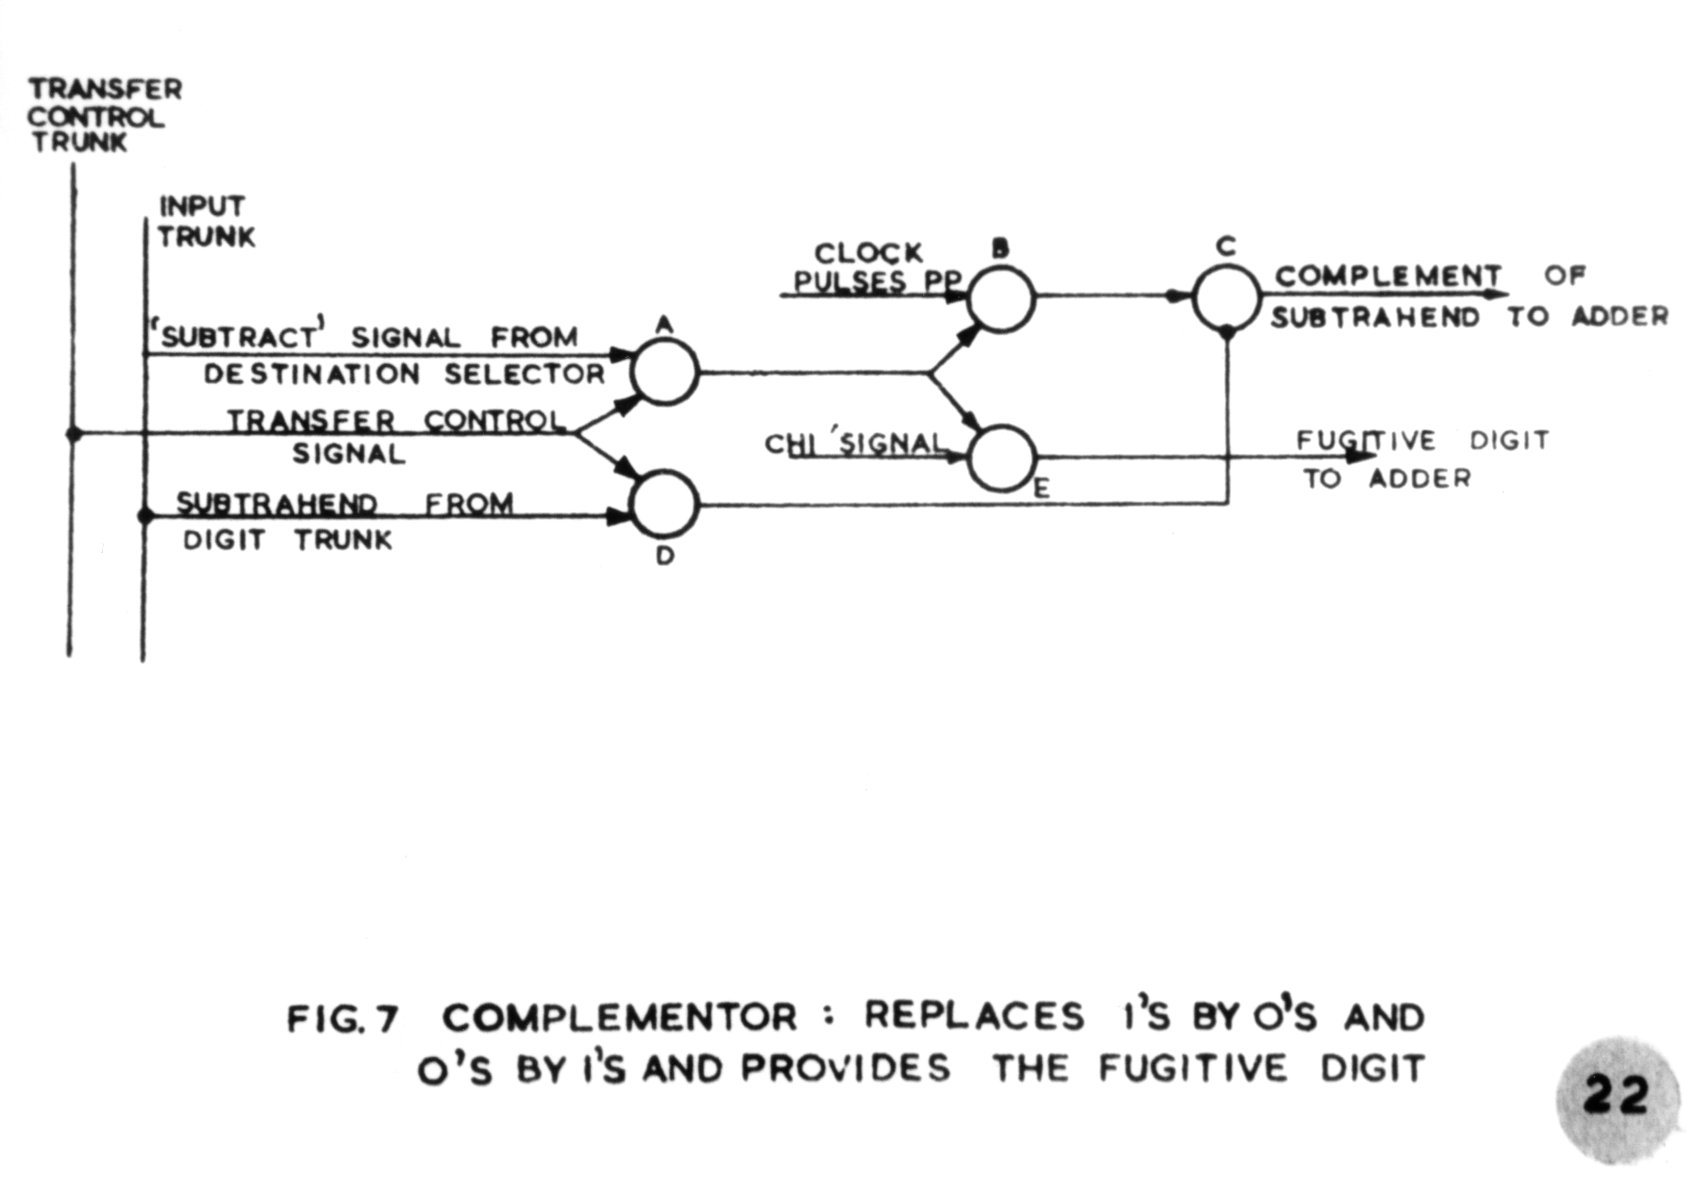 TRANSFER
CONTROL
TRUNK
INPUT
TRUNK
'SUBTRACT' SIGNAL FROM
DESTINATION SELECTOR
TRANSFER CONTROL
SIGNAL
SUBTRAHEND FROM
DIGIT TRUNK
A
D
CLOCK
PULSES PP
B
C
CHI 'SIGNAL
E
COMPLEMENT OF
SUBTRAHEND TO ADDER
FUGITIVE DIGIT
TO ADDER
FIG. 7 COMPLEMENTOR : REPLACES 1'S BY O'S AND
O'S BY 1'S AND PROVIDES THE FUGITIVE DIGIT
22